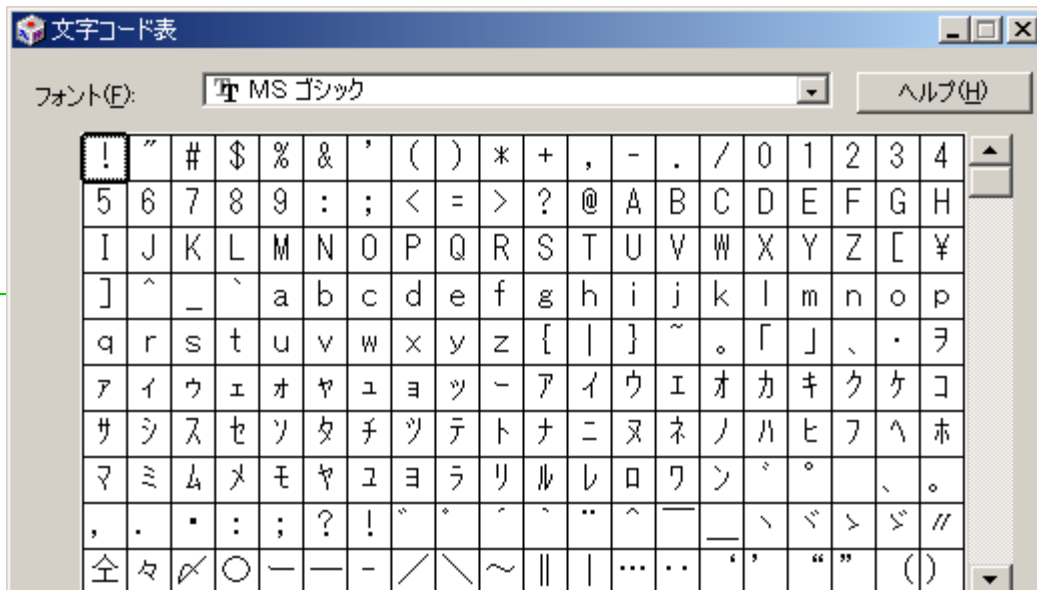 文字コード表
フォント(F): MS ゴシック ヘルプ(H)
! " # $ % & ' ( ) * + , - . / 0 1 2 3 4
5 6 7 8 9 : ; < = > ? @ A B C D E F G H
I J K L M N O P Q R S T U V W X Y Z [ ¥
] ^ _ ` a b c d e f g h i j k l m n o p
q r s t u v w x y z { | } ~ 。 「 」 、 ・ ヲ
ァ ィ ゥ ェ ォ ャ ュ ョ ッ ー ア イ ウ エ オ カ キ ク ケ コ
サ シ ス セ ソ タ チ ツ テ ト ナ ニ ヌ ネ ノ ハ ヒ フ ヘ ホ
マ ミ ム メ モ ヤ ユ ヨ ラ リ ル レ ロ ワ ン ゙ ゚   、 。
, . ・ : ; ? ! ゛ ゜ ´ ` ¨ ^  ̄ _ ヽ ヾ ゝ ゞ 〃
仝 々 〆 〇 ー ― ‐ / \ ~ ∥ | … ‥ ‘ ’ “ ” ( )